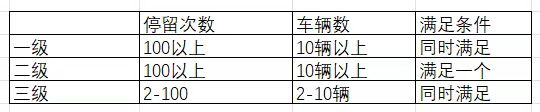 停留次数 车辆数 满足条件
一级 100以上 10辆以上 同时满足
二级 100以上 10辆以上 满足一个
三级 2-100 2-10辆 同时满足